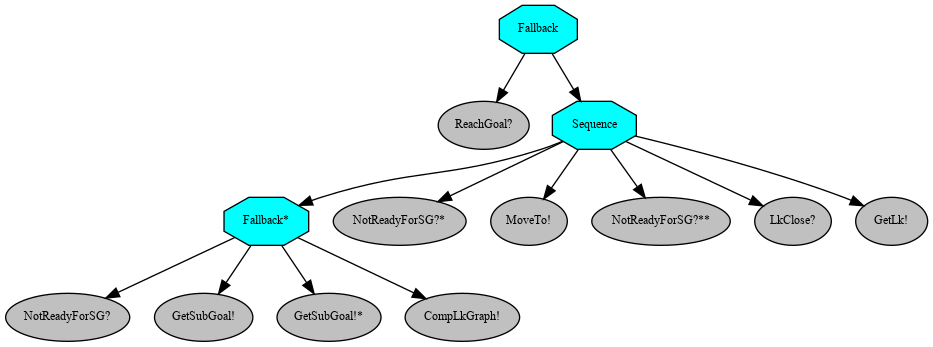 Fallback
ReachGoal?
Sequence
Fallback*
NotReadyForSG?*
MoveTo!
NotReadyForSG?**
LkClose?
GetLk!
NotReadyForSG?
GetSubGoal!
GetSubGoal!*
CompLkGraph!